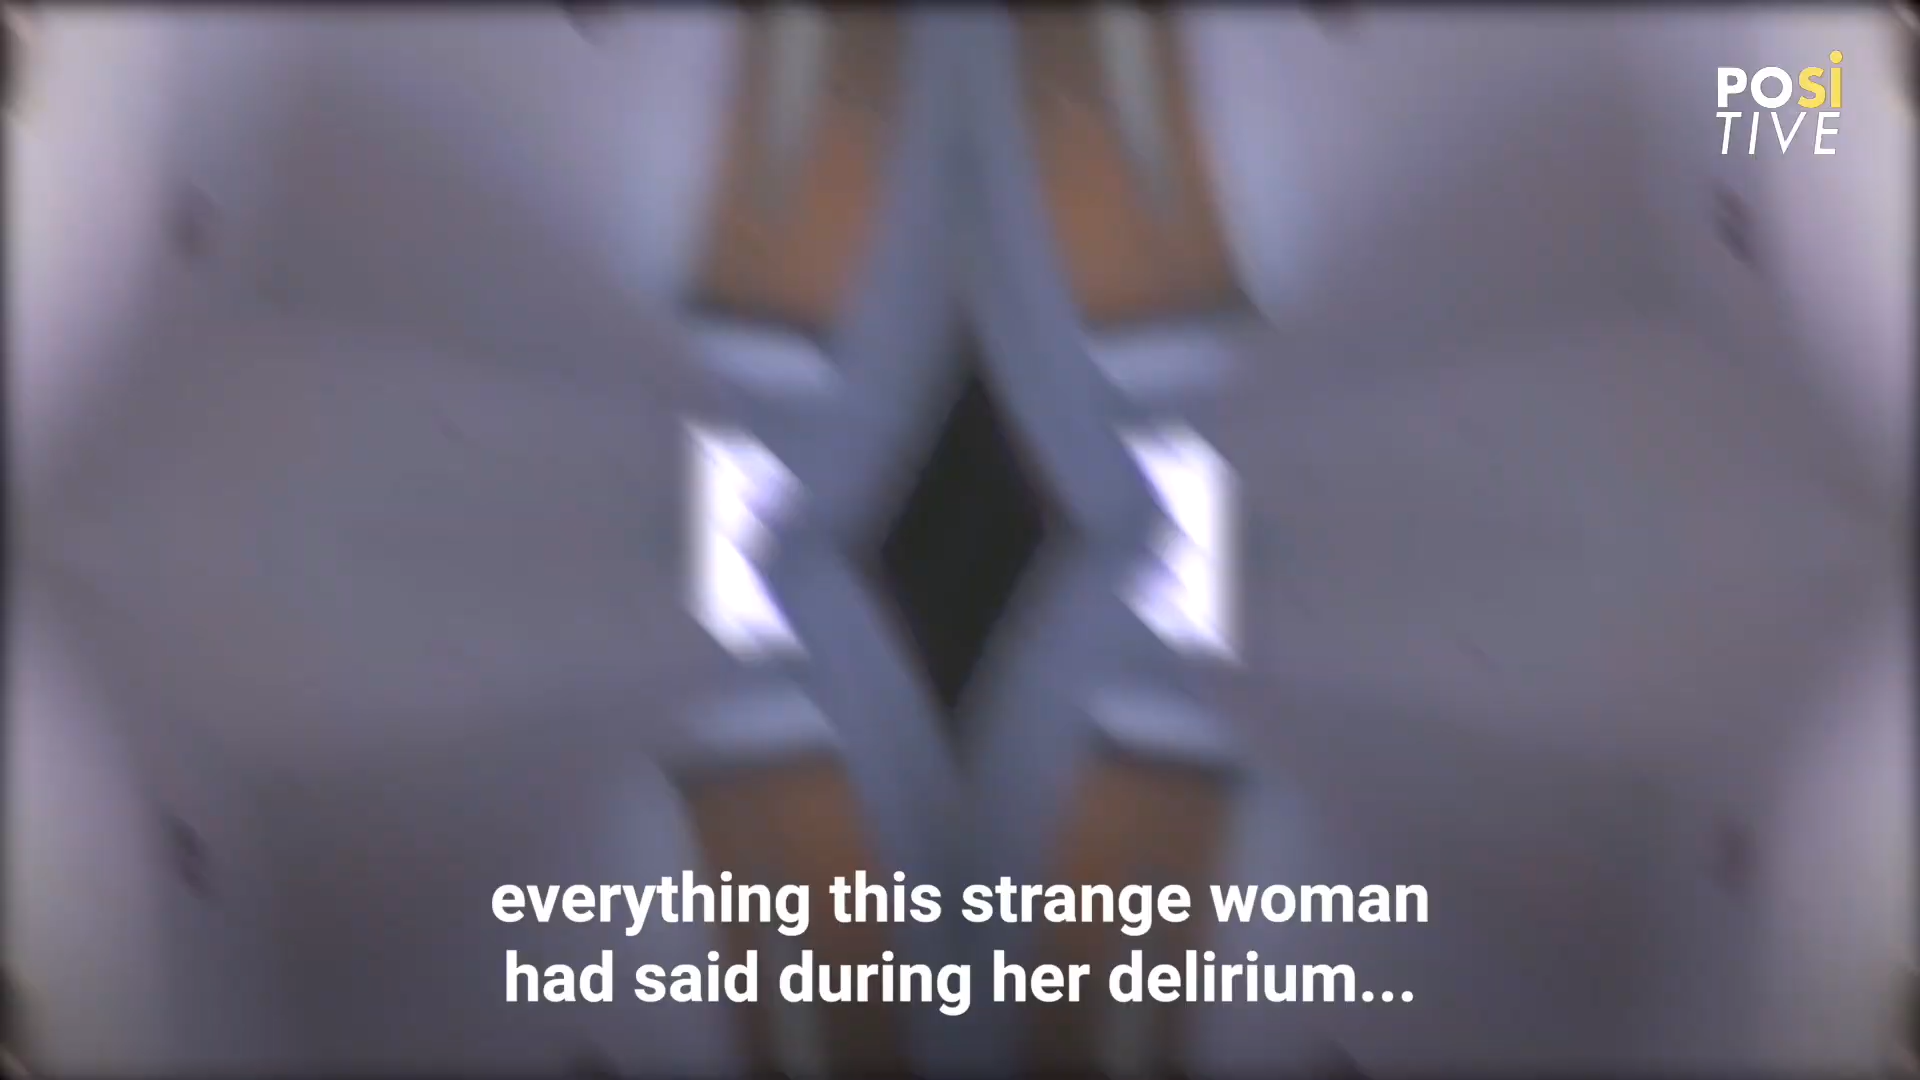 POSi
TIVE
everything this strange woman
had said during her delirium...